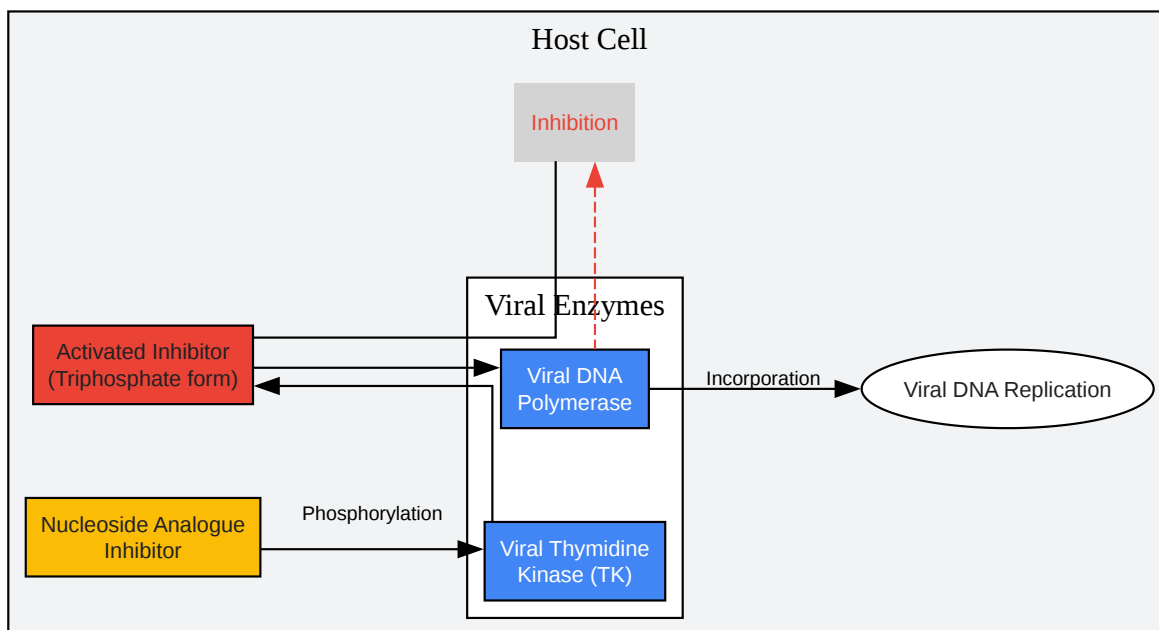 Host Cell
Inhibition
Viral Enzymes
Activated Inhibitor
(Triphosphate form)
Viral DNA
Polymerase
Incorporation
Viral DNA Replication
Nucleoside Analogue
Inhibitor
Phosphorylation
Viral Thymidine
Kinase (TK)